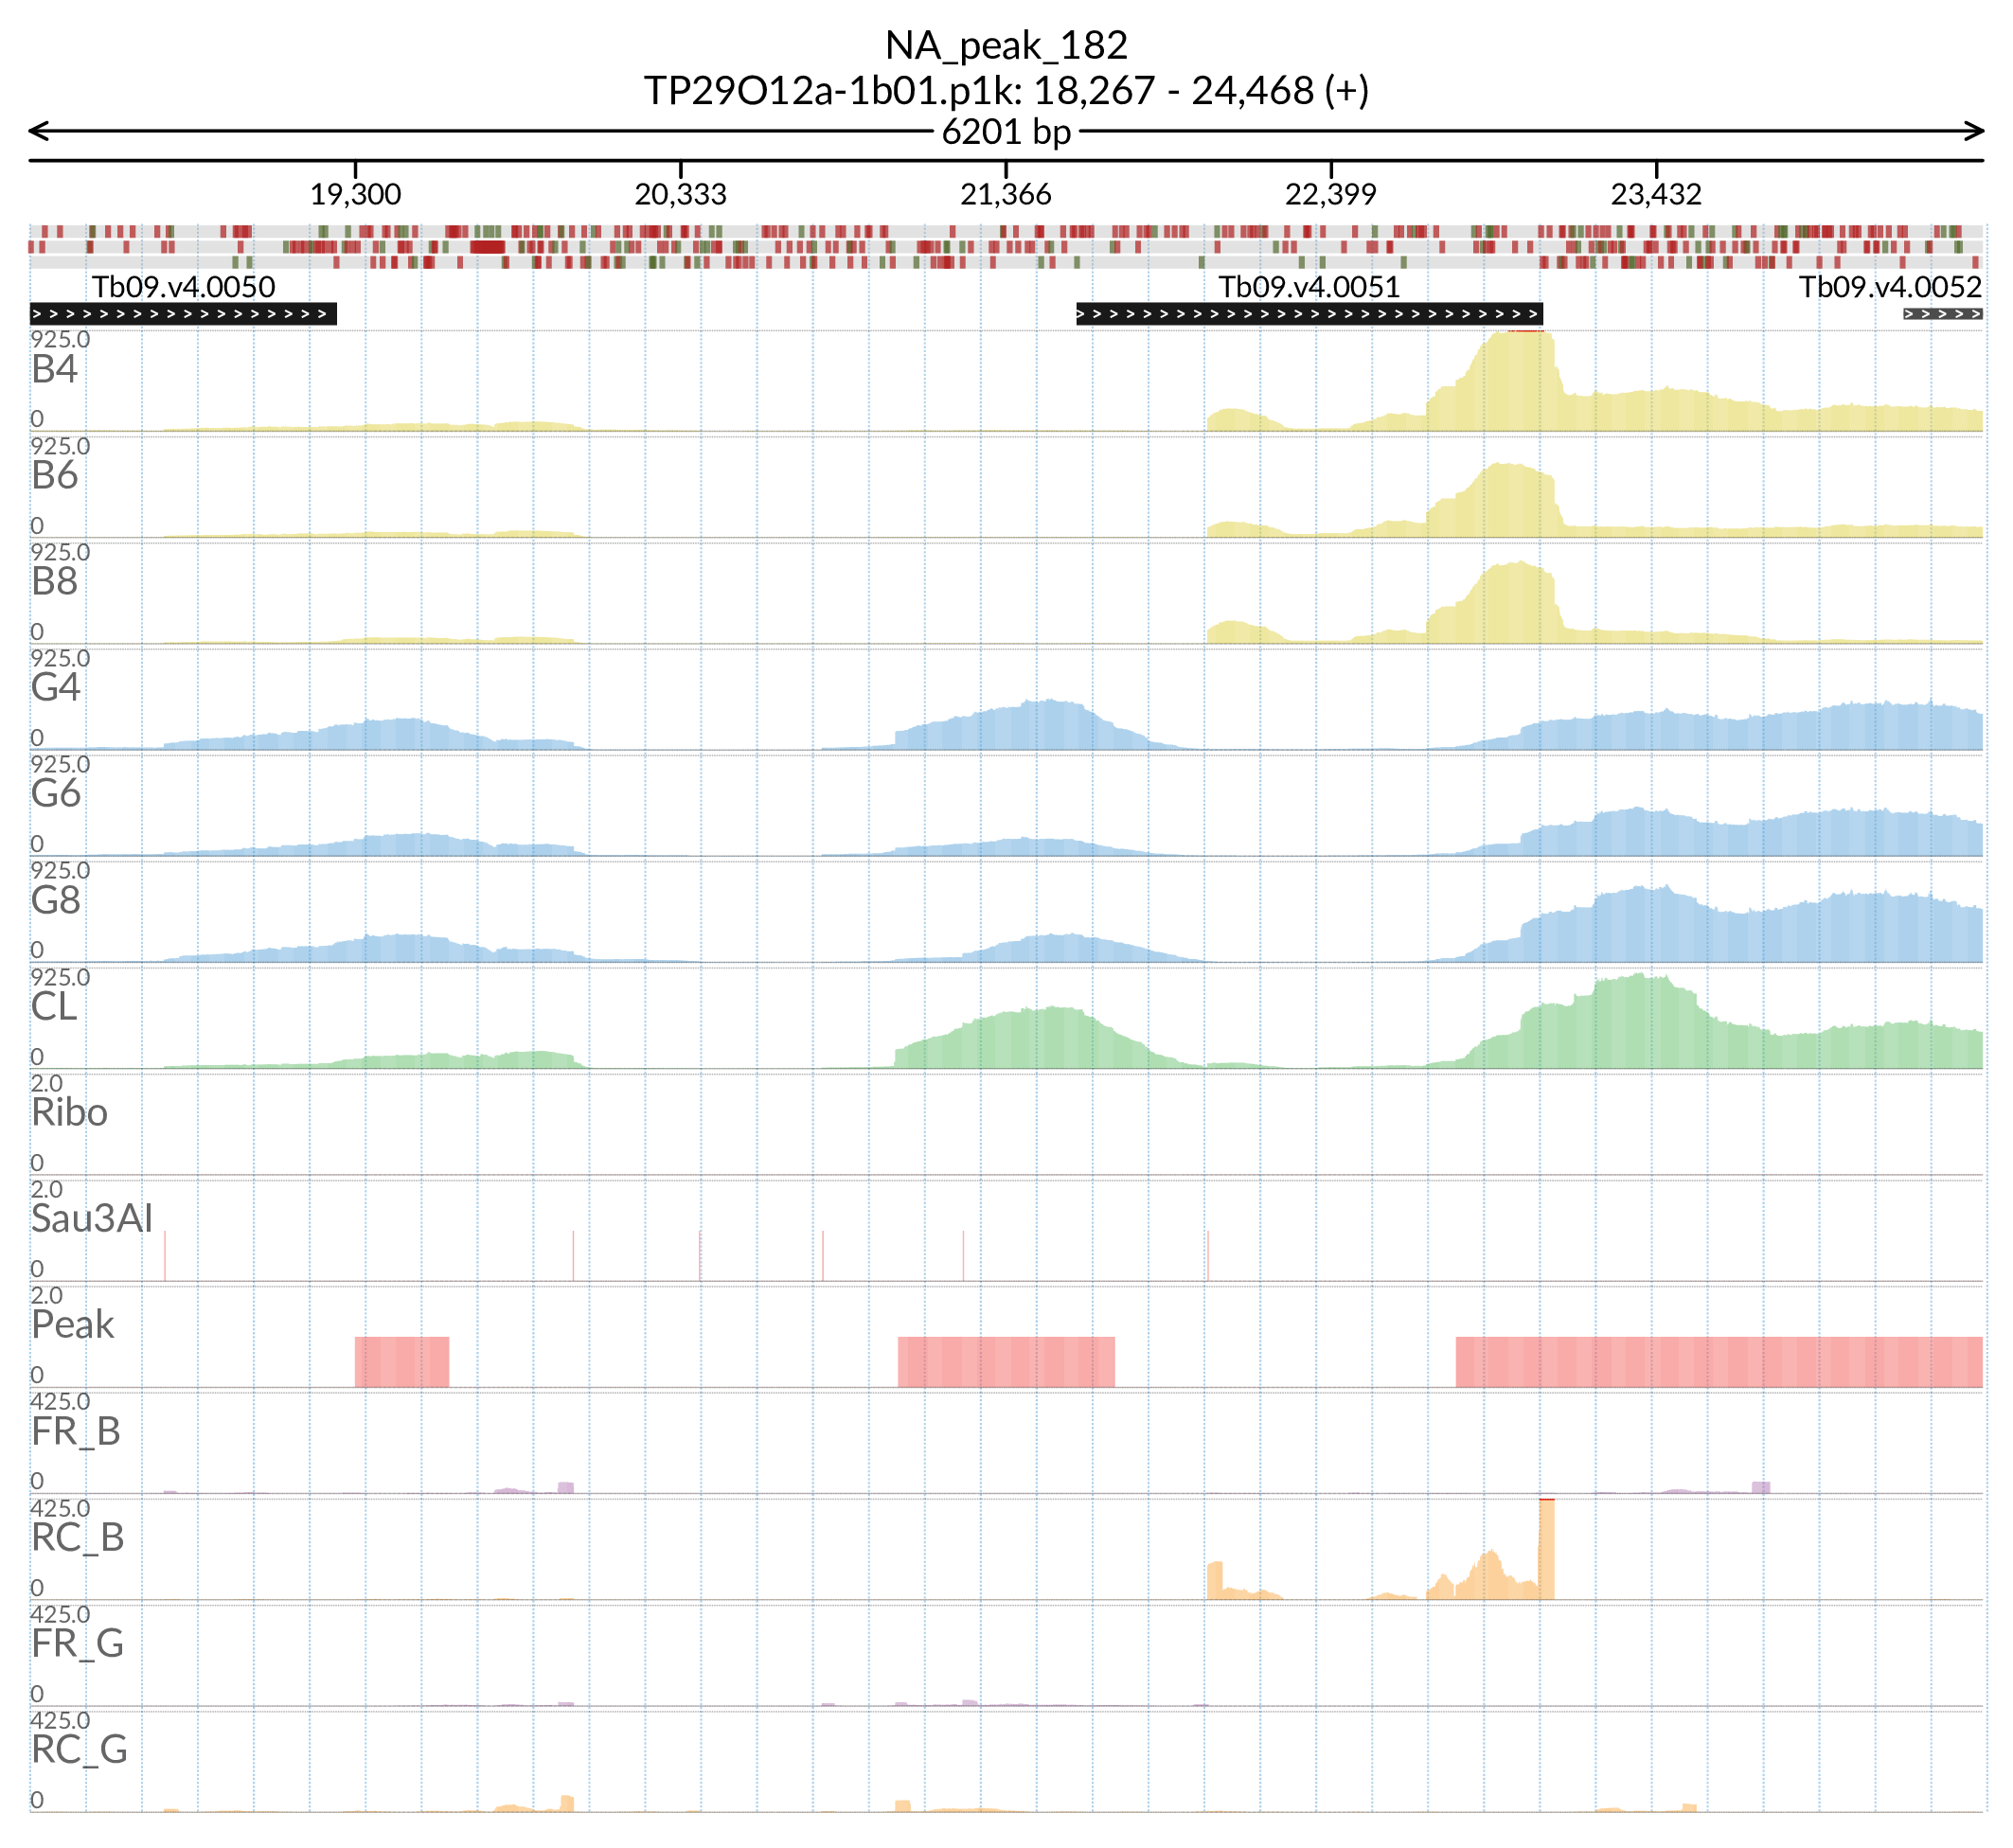 NA_peak_182
TP29O12a-1b01.p1k: 18,267 - 24,468 (+)
6201 bp
19,300 20,333 21,366 22,399 23,432
Tb09.v4.0050 Tb09.v4.0051 Tb09.v4.0052
925.0
B4
0
925.0
B6
0
925.0
B8
0
925.0
G4
0
925.0
G6
0
925.0
G8
0
925.0
CL
0
2.0
Ribo
0
2.0
Sau3AI
0
2.0
Peak
0
425.0
FR_B
0
425.0
RC_B
0
425.0
FR_G
0
425.0
RC_G
0